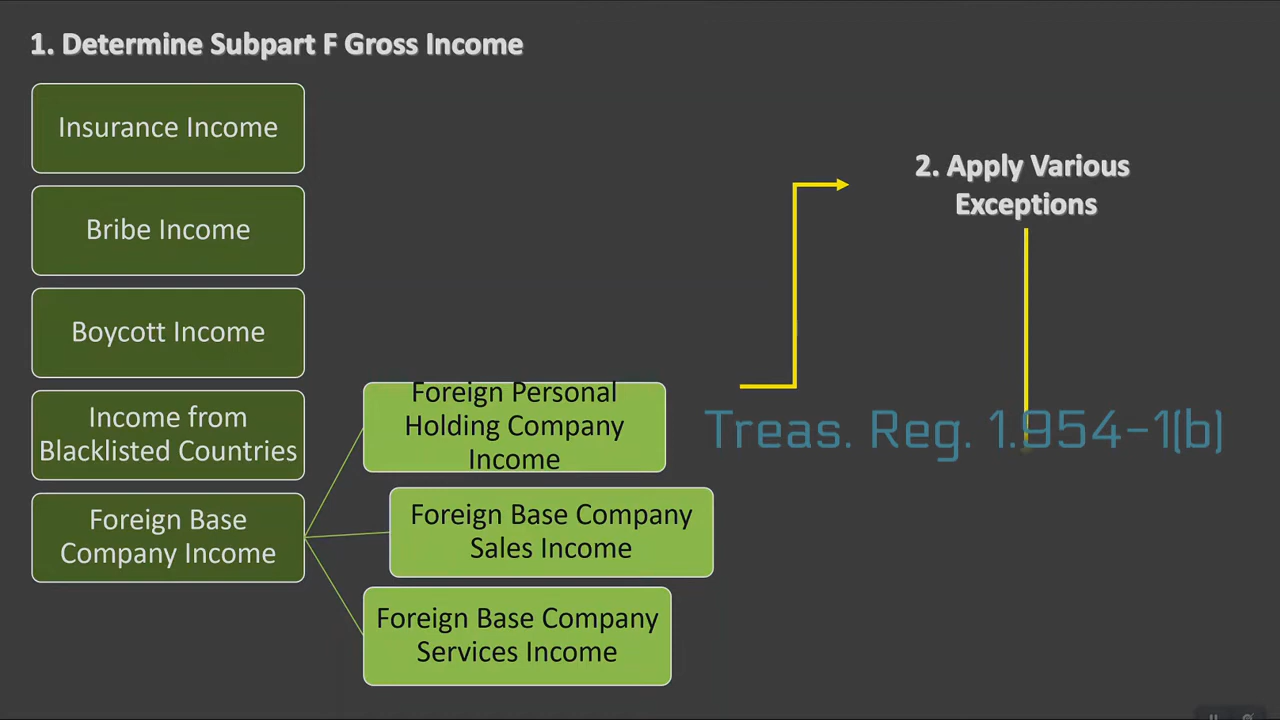 1. Determine Subpart F Gross Income
Insurance Income
Bribe Income
Boycott Income
Income from
Blacklisted Countries
Foreign Base
Company Income
Foreign Personal
Holding Company
Income
Foreign Base Company
Sales Income
Foreign Base Company
Services Income
2. Apply Various
Exceptions
Treas. Reg. 1.954-1(b)